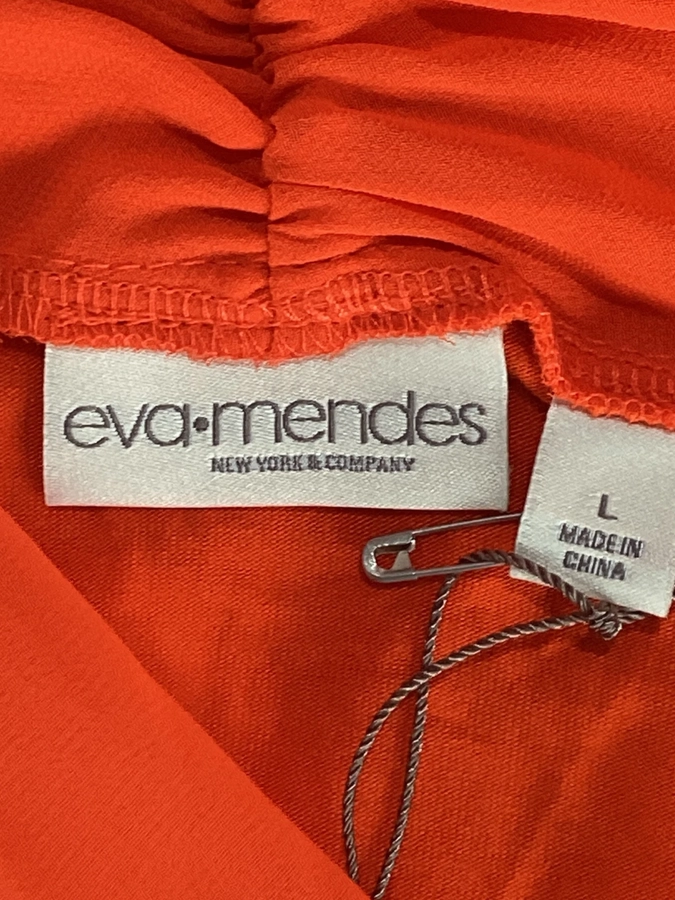 eva•mendes
NEW YORK & COMPANY
L
MADE IN
CHINA